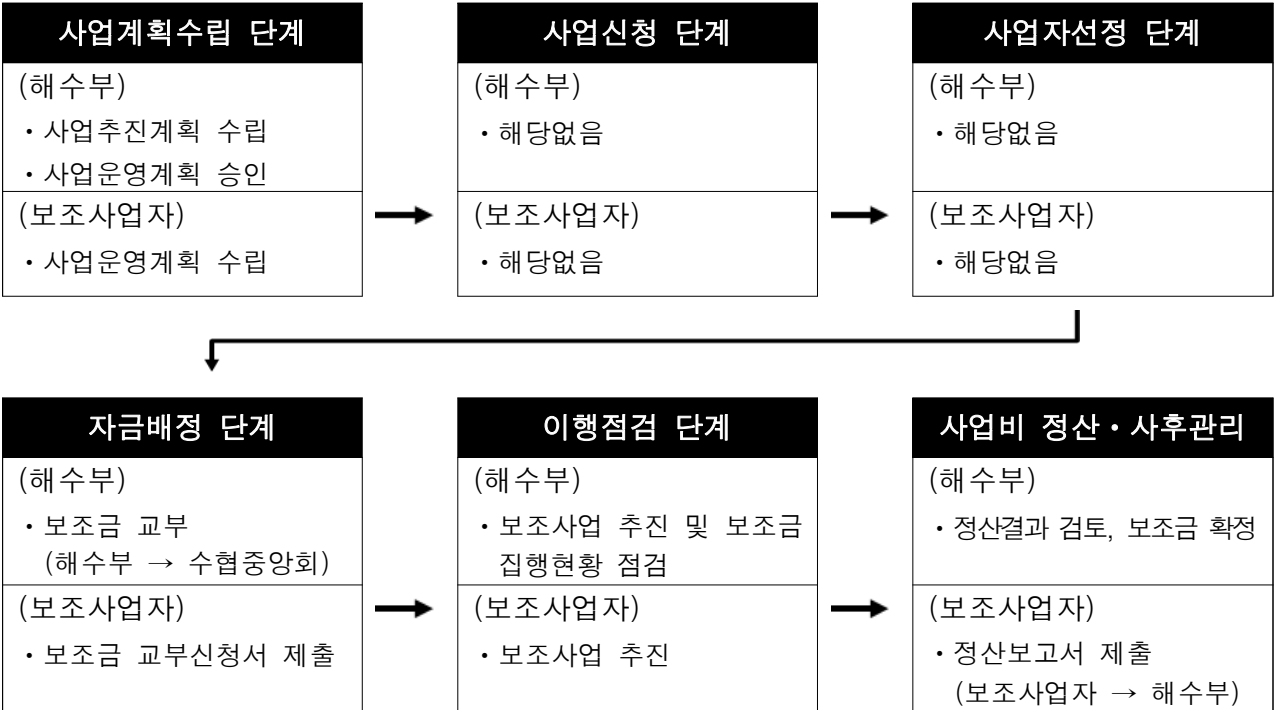 사업계획수립 단계
(해수부)
・사업추진계획 수립
・사업운영계획 승인
(보조사업자)
・사업운영계획 수립
사업신청 단계
(해수부)
・해당없음
(보조사업자)
・해당없음
사업자선정 단계
(해수부)
・해당없음
(보조사업자)
・해당없음
자금배정 단계
(해수부)
・보조금 교부
(해수부 → 수협중앙회)
(보조사업자)
・보조금 교부신청서 제출
이행점검 단계
(해수부)
・보조사업 추진 및 보조금
집행현황 점검
(보조사업자)
・보조사업 추진
사업비 정산・사후관리
(해수부)
・정산결과 검토, 보조금 확정
(보조사업자)
・정산보고서 제출
(보조사업자 → 해수부)